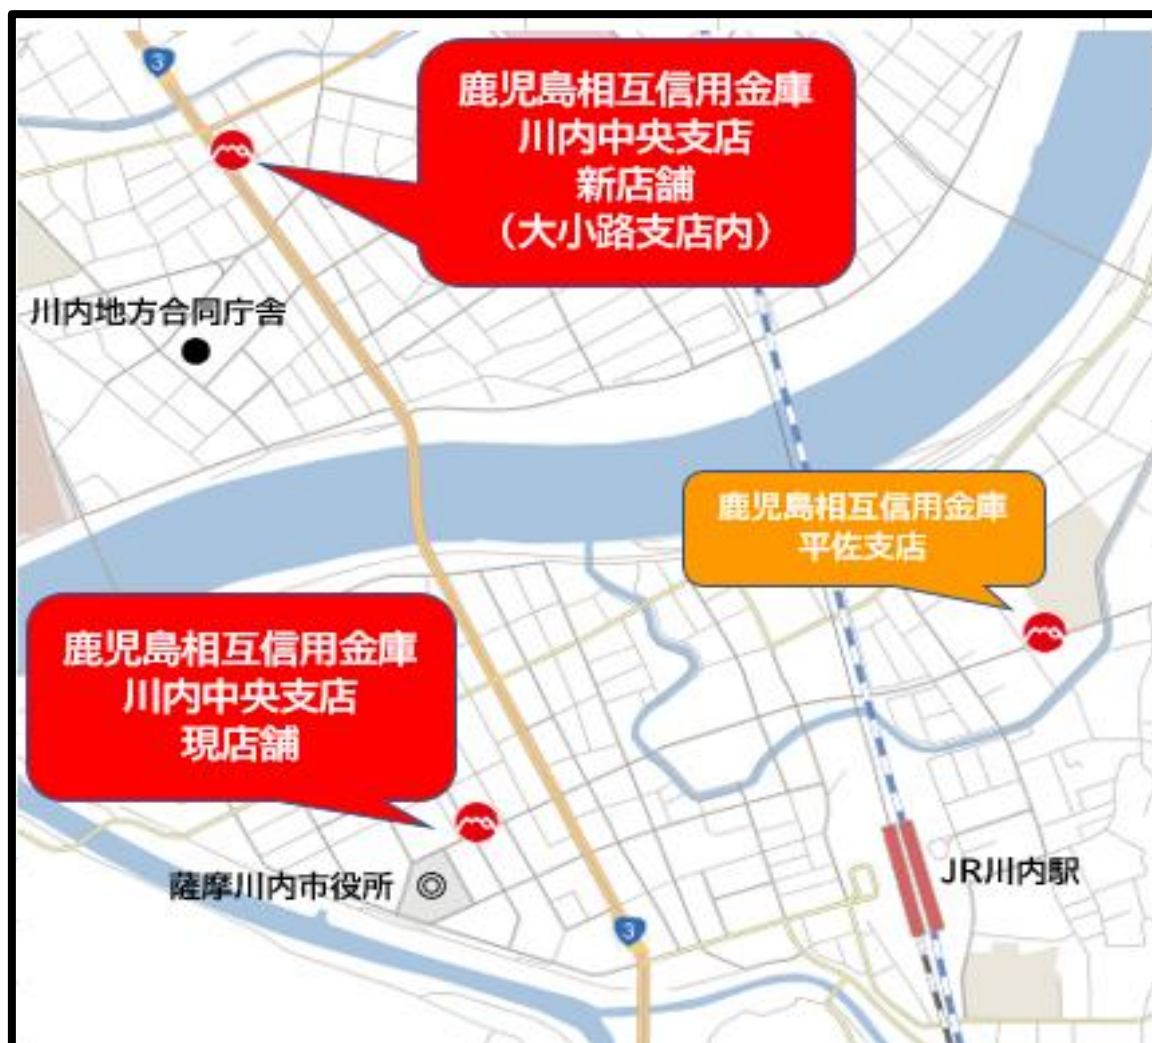 3
鹿児島相互信用金庫
川内中央支店
新店舗
（大小路支店内）
川内地方合同庁舎
鹿児島相互信用金庫
平佐支店
鹿児島相互信用金庫
川内中央支店
現店舗
薩摩川内市役所
JR川内駅
3